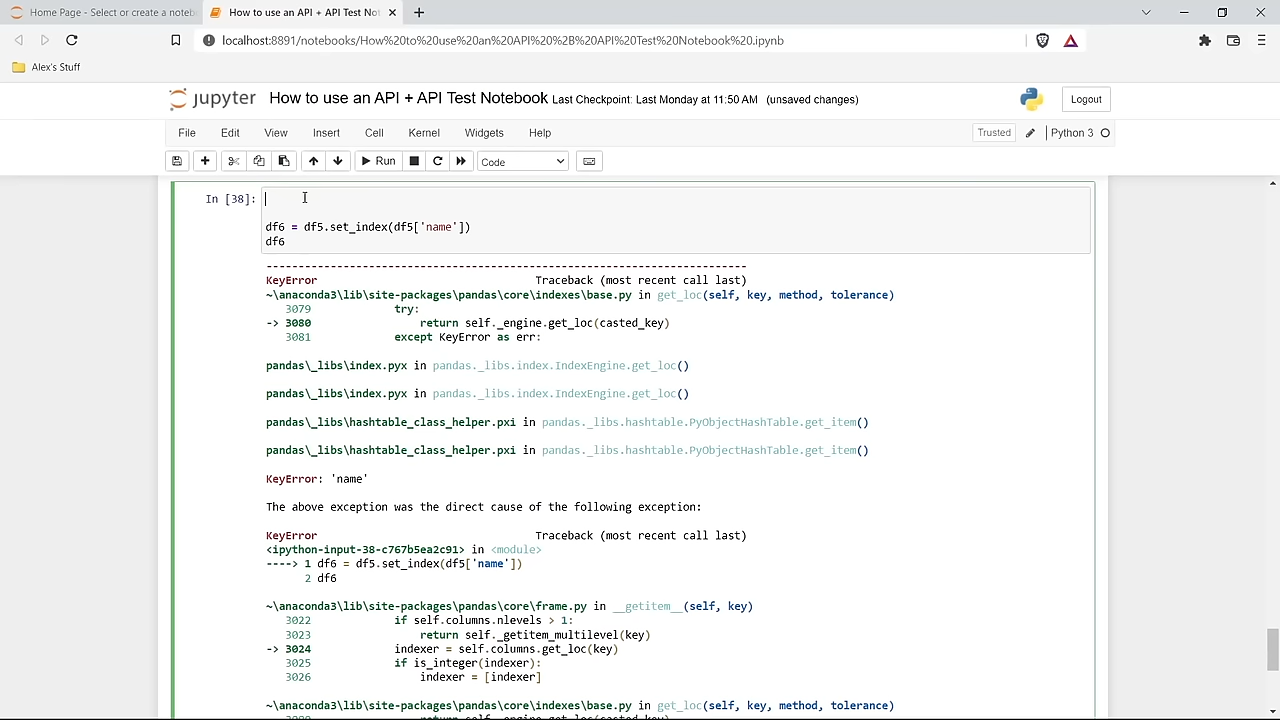 Home Page - Select or create a noteb
How to use an API + API Test Not
localhost:8891/notebooks/How%20to%20use%20an%20API%20%2B%20API%20Test%20Notebook%20.ipynb
Alex's Stuff
jupyter How to use an API + API Test Notebook Last Checkpoint: Last Monday at 11:50 AM (unsaved changes)
Logout
File Edit View Insert Cell Kernel Widgets Help
Trusted
Python 3
Run
Code
In [38]:
df6 = df5.set_index(df5['name'])
df6
---------------------------------------------------------------------------
KeyError Traceback (most recent call last)
~\anaconda3\lib\site-packages\pandas\core\indexes\base.py in get_loc(self, key, method, tolerance)
3079 try:
-> 3080 return self._engine.get_loc(casted_key)
3081 except KeyError as err:
pandas\_libs\index.pyx in pandas._libs.index.IndexEngine.get_loc()
pandas\_libs\index.pyx in pandas._libs.index.IndexEngine.get_loc()
pandas\_libs\hashtable_class_helper.pxi in pandas._libs.hashtable.PyObjectHashTable.get_item()
pandas\_libs\hashtable_class_helper.pxi in pandas._libs.hashtable.PyObjectHashTable.get_item()
KeyError: 'name'
The above exception was the direct cause of the following exception:
KeyError Traceback (most recent call last)
<ipython-input-38-c767b5ea2c91> in <module>
----> 1 df6 = df5.set_index(df5['name'])
2 df6
~\anaconda3\lib\site-packages\pandas\core\frame.py in __getitem__(self, key)
3022 if self.columns.nlevels > 1:
3023 return self._getitem_multilevel(key)
-> 3024 indexer = self.columns.get_loc(key)
3025 if is_integer(indexer):
3026 indexer = [indexer]
~\anaconda3\lib\site-packages\pandas\core\indexes\base.py in get_loc(self, key, method, tolerance)